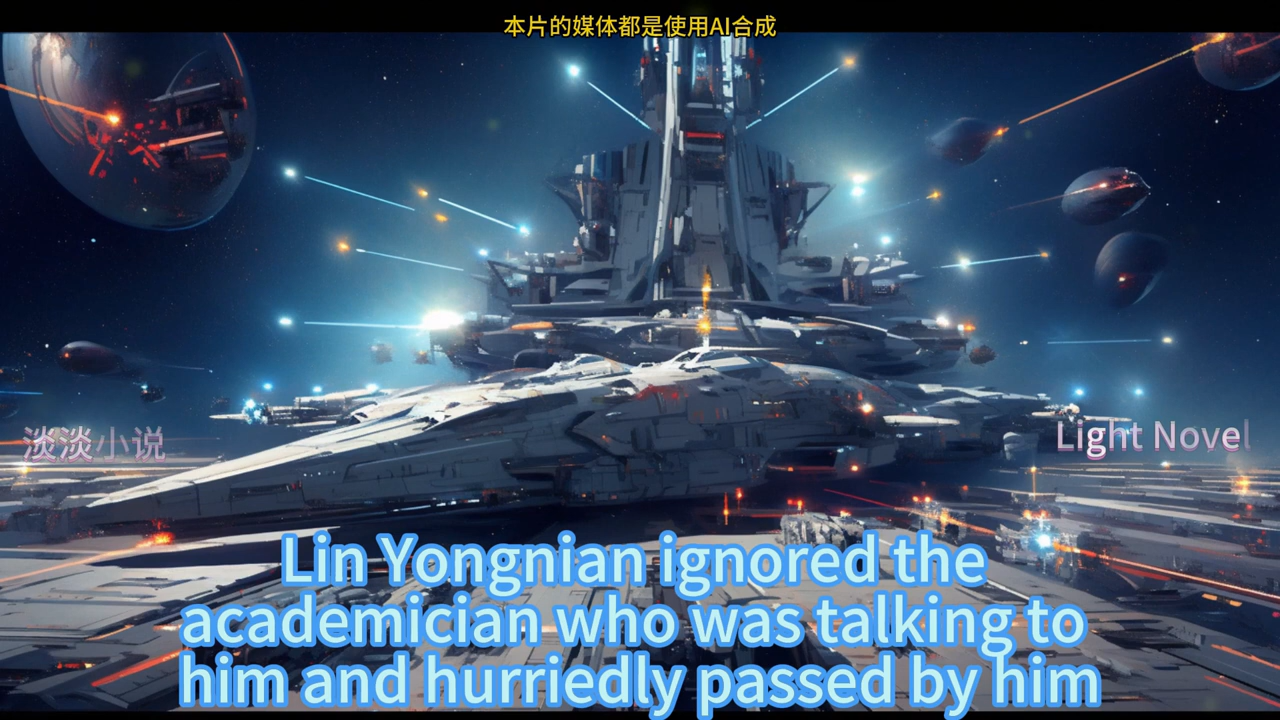 本片的媒体都是使用AI合成
淡淡小说
Light Novel
Lin Yongnian ignored the
academician who was talking to
him and hurriedly passed by him